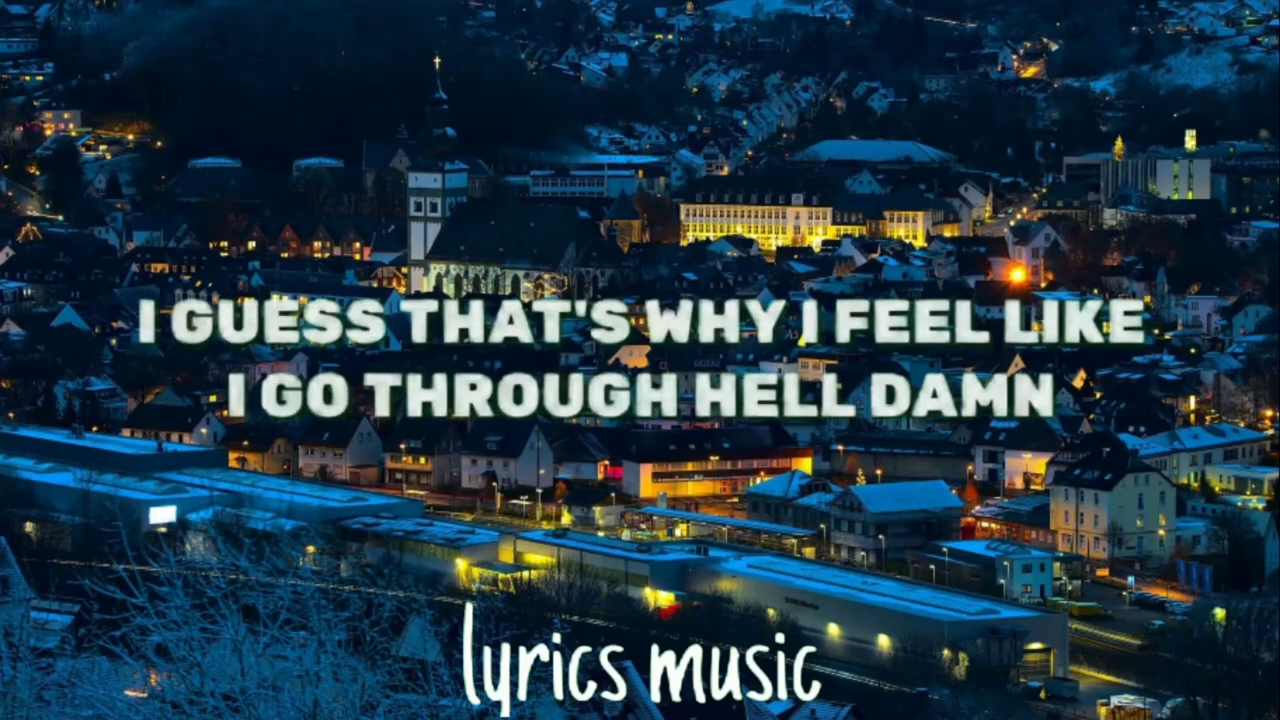 I GUESS THAT'S WHY I FEEL LIKE
I GO THROUGH HELL DAMN
lyrics music